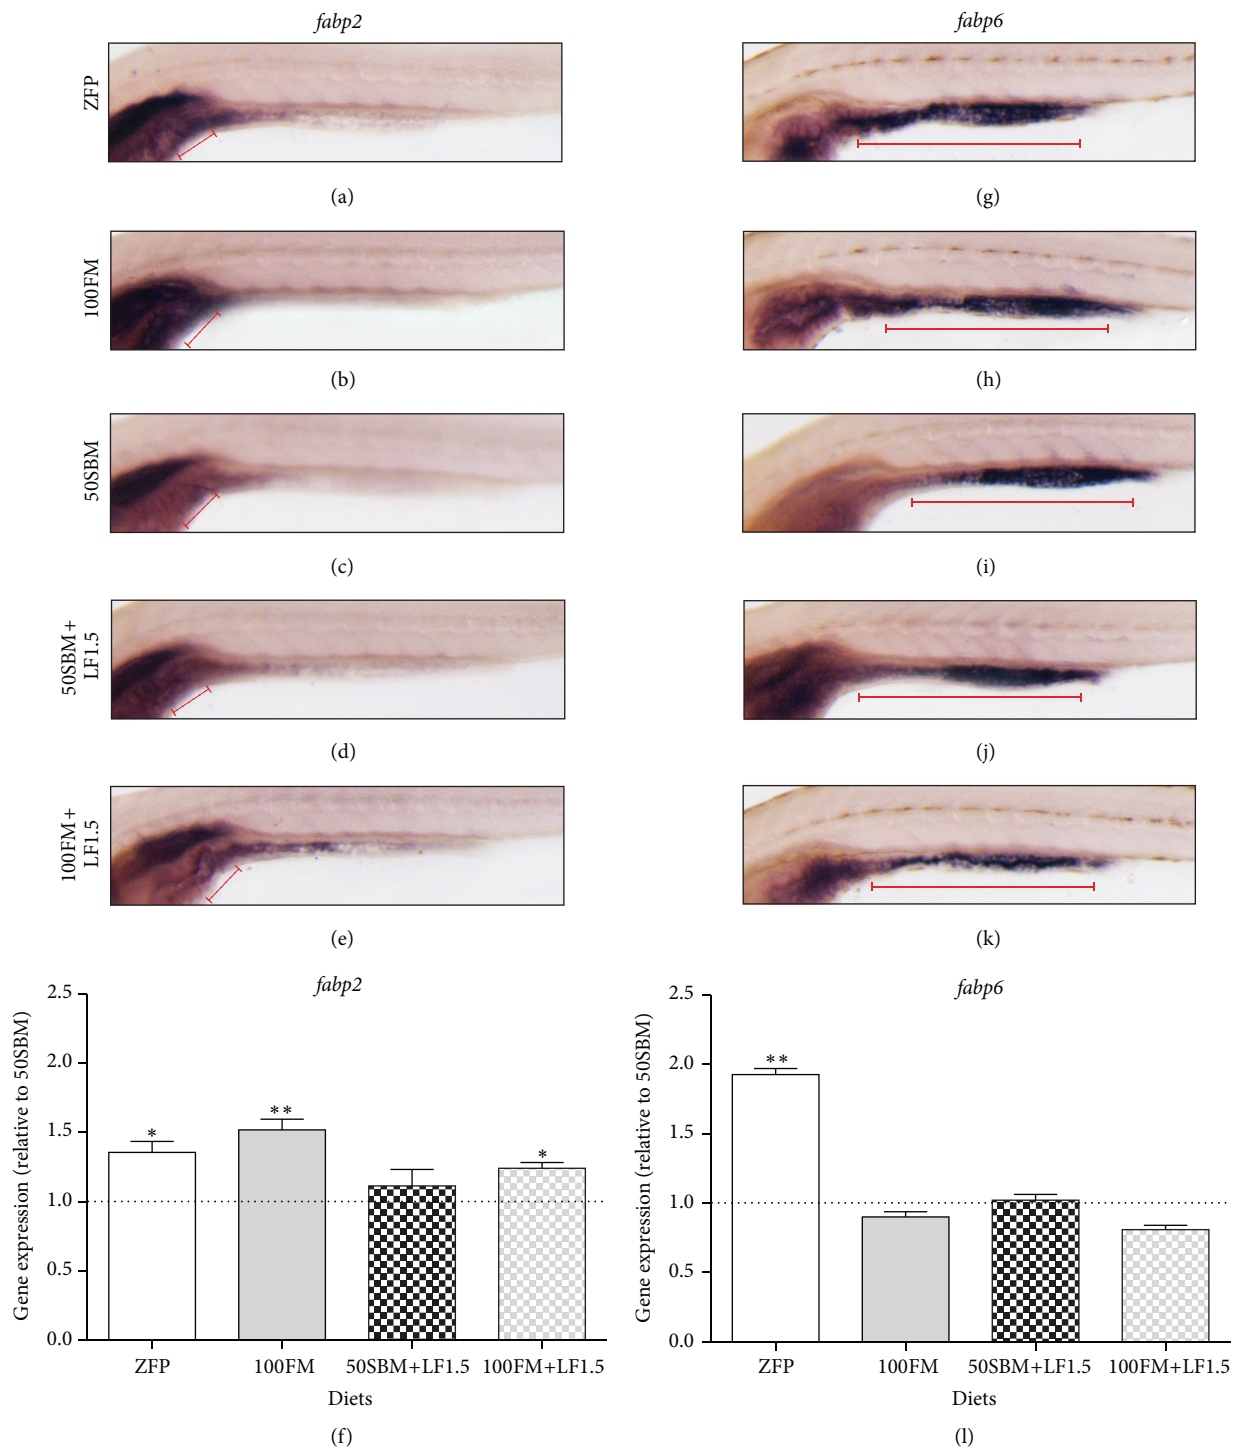 fabp2
fabp6
ZFP
(a)
(g)
100FM
(b)
(h)
50SBM
(c)
(i)
50SBM+
LF1.5
(d)
(j)
100FM+
LF1.5
(e)
(k)
fabp2
Gene expression (relative to 50SBM)
2.5
2.0
1.5
1.0
0.5
0.0
*
**
*
ZFP
100FM
50SBM+LF1.5
100FM+LF1.5
Diets
(f)
fabp6
Gene expression (relative to 50SBM)
2.5
2.0
1.5
1.0
0.5
0.0
**
ZFP
100FM
50SBM+LF1.5
100FM+LF1.5
Diets
(l)